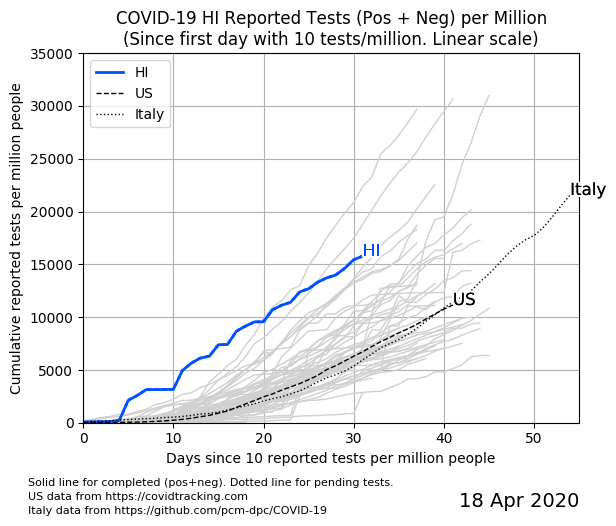 COVID-19 HI Reported Tests (Pos + Neg) per Million
(Since first day with 10 tests/million. Linear scale)
Cumulative reported tests per million people
35000
30000
25000
20000
15000
10000
5000
0
HI
US
Italy
Italy
HI
US
0 10 20 30 40 50
Days since 10 reported tests per million people
Solid line for completed (pos+neg). Dotted line for pending tests.
US data from https://covidtracking.com
Italy data from https://github.com/pcm-dpc/COVID-19
18 Apr 2020